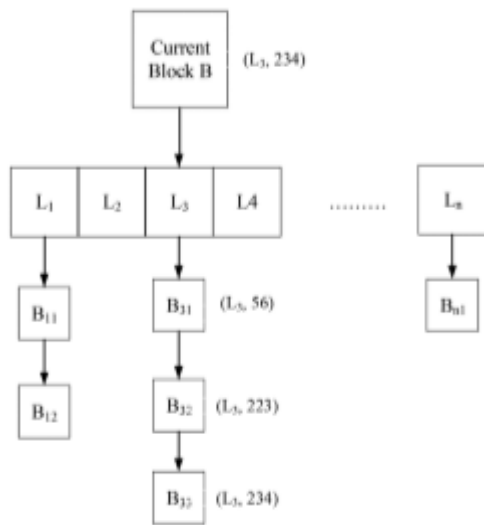 Current
Block B
(L₃, 234)
L₁ L₂ L₃ L4 ......... Lₙ
B₁₁ B₃₁ (L₃, 56) Bₙ₁
B₁₂ B₃₂ (L₃, 223)
B₃₃ (L₃, 234)